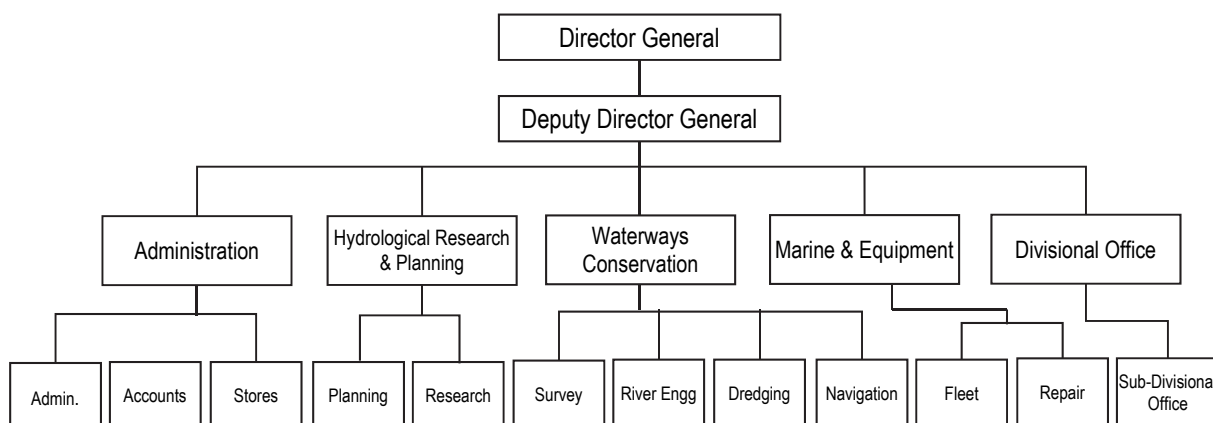 Director General
Deputy Director General
Administration
Hydrological Research
& Planning
Waterways
Conservation
Marine & Equipment
Divisional Office
Admin.
Accounts
Stores
Planning
Research
Survey
River Engg
Dredging
Navigation
Fleet
Repair
Sub-Divisional
Office